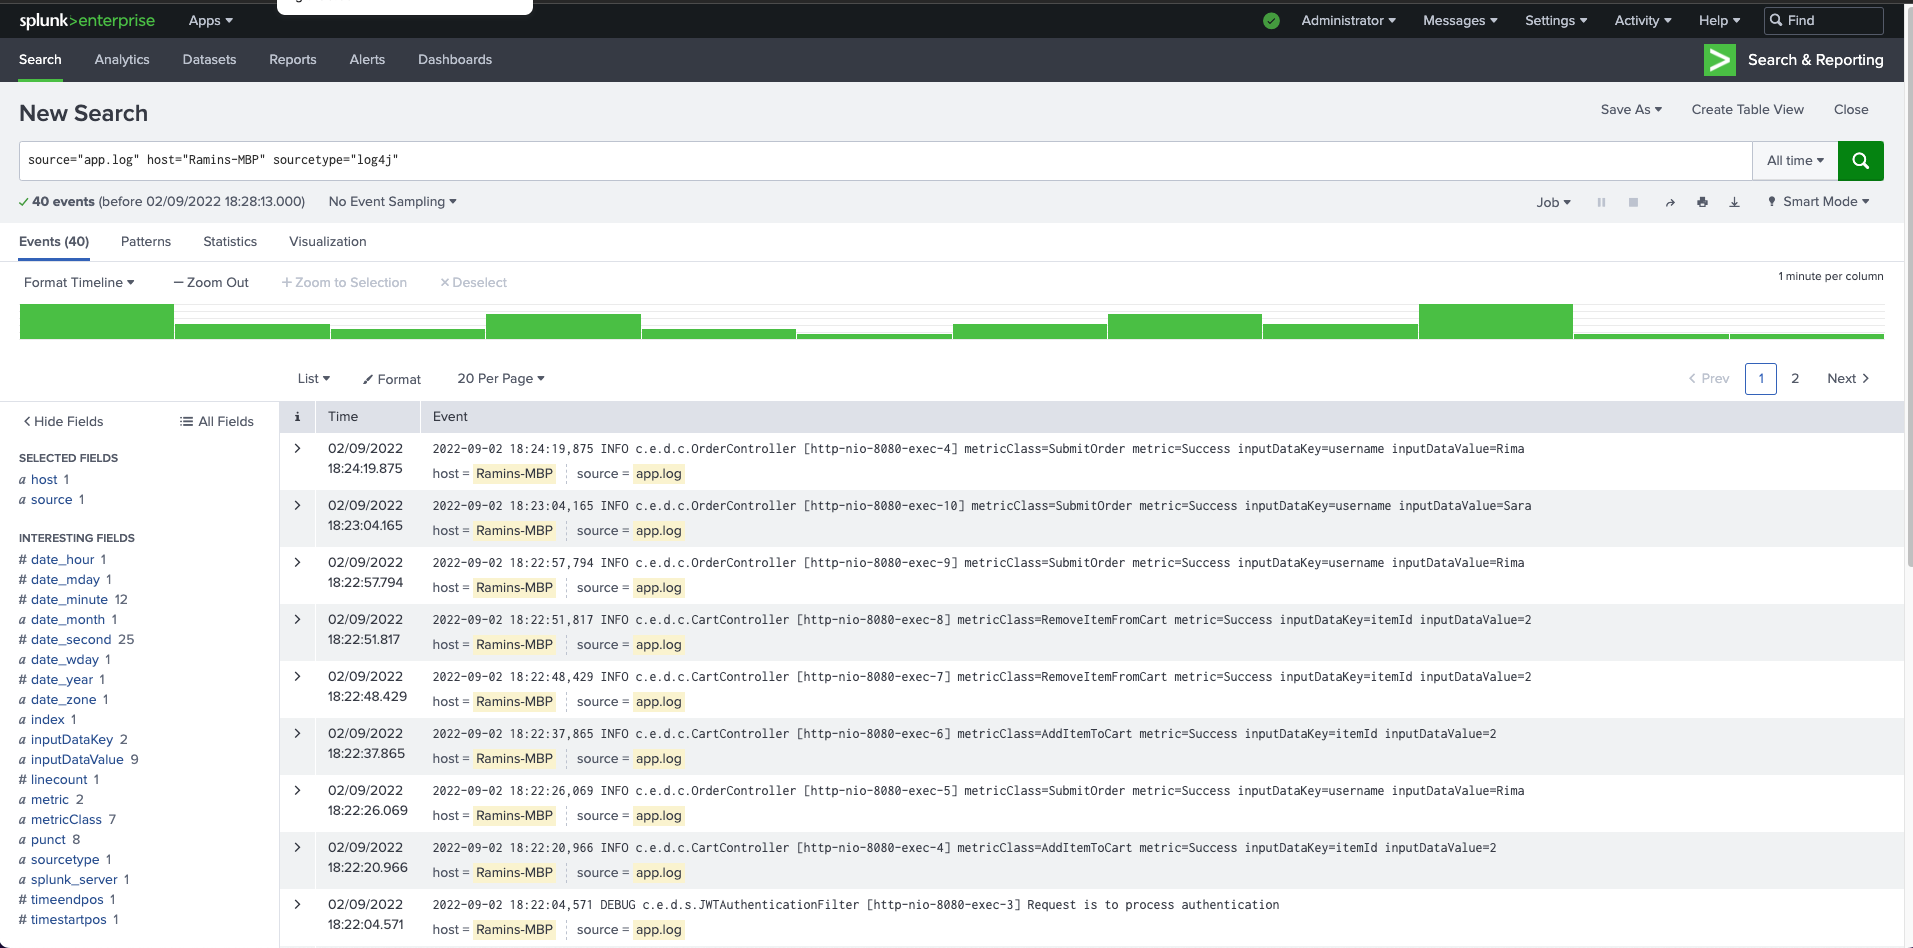 splunk>enterprise Apps Administrator Messages Settings Activity Help Find
Search Analytics Datasets Reports Alerts Dashboards Search & Reporting
New Search Save As Create Table View Close
source="app.log" host="Ramins-MBP" sourcetype="log4j" All time
40 events (before 02/09/2022 18:28:13.000) No Event Sampling Job Smart Mode
Events (40) Patterns Statistics Visualization
Format Timeline — Zoom Out + Zoom to Selection × Deselect 1 minute per column
List Format 20 Per Page < Prev 1 2 Next >
< Hide Fields All Fields
SELECTED FIELDS
a host 1
a source 1
INTERESTING FIELDS
# date_hour 1
# date_mday 1
# date_minute 12
a date_month 1
# date_second 25
a date_wday 1
# date_year 1
a date_zone 1
a index 1
a inputDataKey 2
a inputDataValue 9
# linecount 1
a metric 2
a metricClass 7
a punct 8
a sourcetype 1
a splunk_server 1
# timeendpos 1
# timestartpos 1
i Time Event
> 02/09/2022 2022-09-02 18:24:19,875 INFO c.e.d.c.OrderController [http-nio-8080-exec-4] metricClass=SubmitOrder metric=Success inputDataKey=username inputDataValue=Rima
18:24:19.875 host = Ramins-MBP source = app.log
> 02/09/2022 2022-09-02 18:23:04,165 INFO c.e.d.c.OrderController [http-nio-8080-exec-10] metricClass=SubmitOrder metric=Success inputDataKey=username inputDataValue=Sara
18:23:04.165 host = Ramins-MBP source = app.log
> 02/09/2022 2022-09-02 18:22:57,794 INFO c.e.d.c.OrderController [http-nio-8080-exec-9] metricClass=SubmitOrder metric=Success inputDataKey=username inputDataValue=Rima
18:22:57.794 host = Ramins-MBP source = app.log
> 02/09/2022 2022-09-02 18:22:51,817 INFO c.e.d.c.CartController [http-nio-8080-exec-8] metricClass=RemoveItemFromCart metric=Success inputDataKey=itemId inputDataValue=2
18:22:51.817 host = Ramins-MBP source = app.log
> 02/09/2022 2022-09-02 18:22:48,429 INFO c.e.d.c.CartController [http-nio-8080-exec-7] metricClass=RemoveItemFromCart metric=Success inputDataKey=itemId inputDataValue=2
18:22:48.429 host = Ramins-MBP source = app.log
> 02/09/2022 2022-09-02 18:22:37,865 INFO c.e.d.c.CartController [http-nio-8080-exec-6] metricClass=AddItemToCart metric=Success inputDataKey=itemId inputDataValue=2
18:22:37.865 host = Ramins-MBP source = app.log
> 02/09/2022 2022-09-02 18:22:26,069 INFO c.e.d.c.OrderController [http-nio-8080-exec-5] metricClass=SubmitOrder metric=Success inputDataKey=username inputDataValue=Rima
18:22:26.069 host = Ramins-MBP source = app.log
> 02/09/2022 2022-09-02 18:22:20,966 INFO c.e.d.c.CartController [http-nio-8080-exec-4] metricClass=AddItemToCart metric=Success inputDataKey=itemId inputDataValue=2
18:22:20.966 host = Ramins-MBP source = app.log
> 02/09/2022 2022-09-02 18:22:04,571 DEBUG c.e.d.s.JWTAuthenticationFilter [http-nio-8080-exec-3] Request is to process authentication
18:22:04.571 host = Ramins-MBP source = app.log